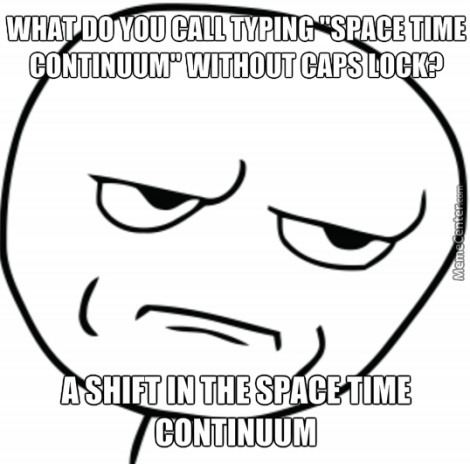 WHAT DO YOU CALL TYPING "SPACE TIME
CONTINUUM" WITHOUT CAPS LOCK?
MemeCenter.com
A SHIFT IN THE SPACE TIME
CONTINUUM